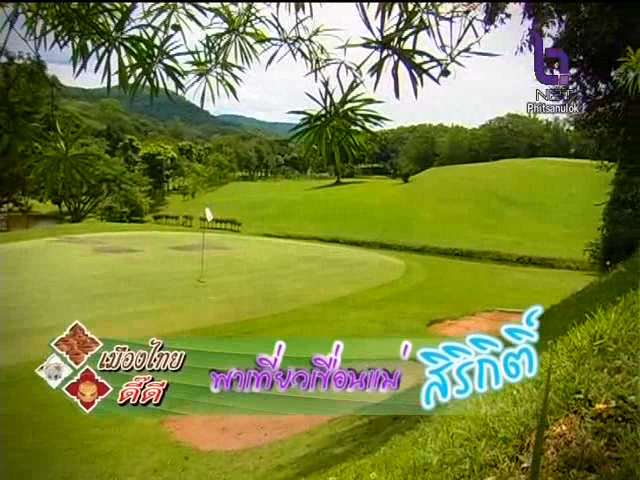 NET
Phitsanulok
เมืองไทย
ดี๊ดี
พาเที่ยวเขื่อนแม่
สิริกิติ์